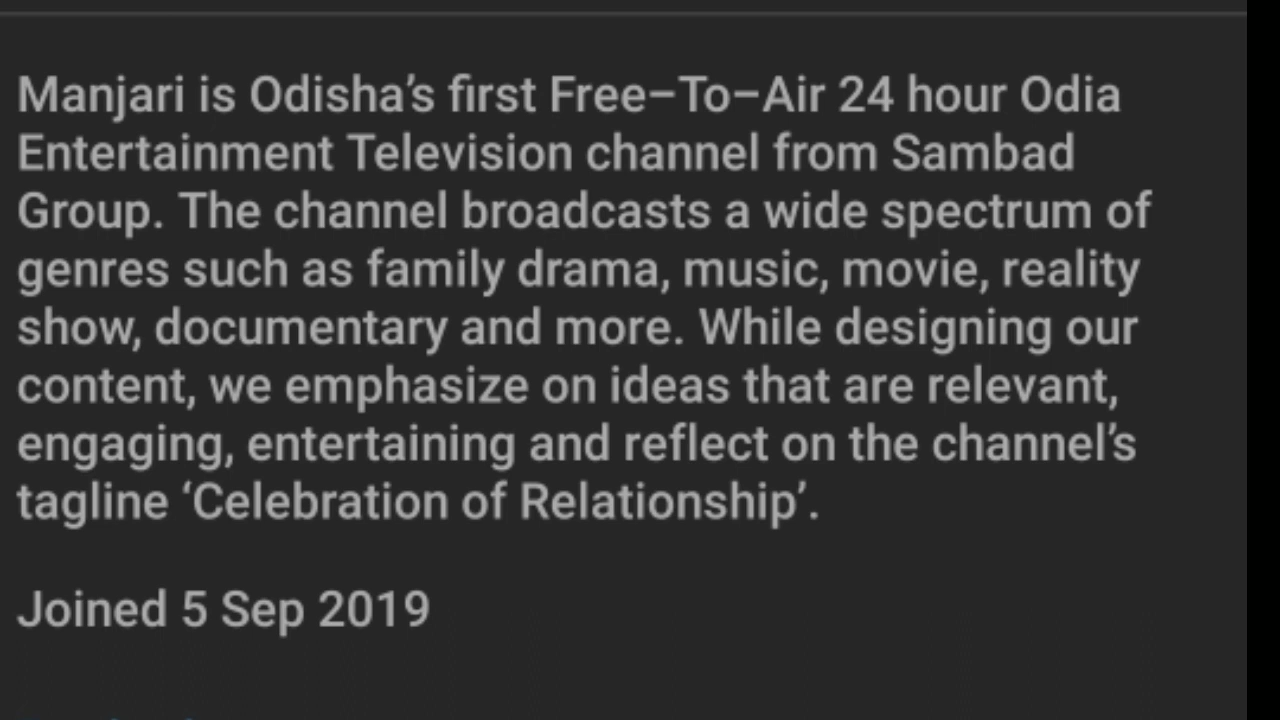 Manjari is Odisha’s first Free–To–Air 24 hour Odia
Entertainment Television channel from Sambad
Group. The channel broadcasts a wide spectrum of
genres such as family drama, music, movie, reality
show, documentary and more. While designing our
content, we emphasize on ideas that are relevant,
engaging, entertaining and reflect on the channel’s
tagline ‘Celebration of Relationship’.
Joined 5 Sep 2019